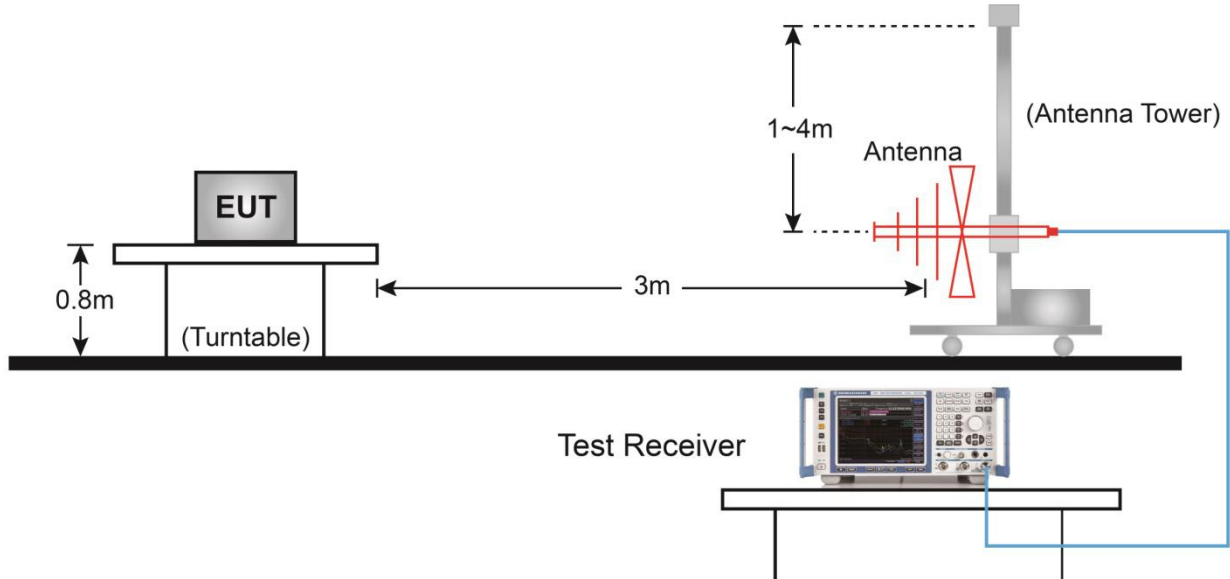 1~4m
(Antenna Tower)
Antenna
EUT
0.8m
3m
(Turntable)
Test Receiver